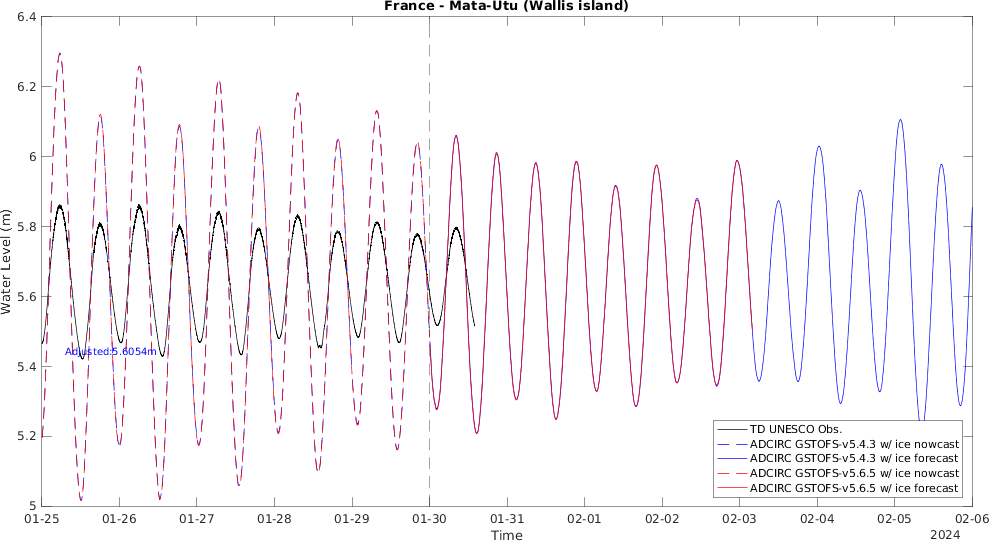 France - Mata-Utu (Wallis island)
6.4
6.2
6
5.8
5.6
5.4
5.2
5
Water Level (m)
Adjusted:5.6054m
TD UNESCO Obs.
ADCIRC GSTOFS-v5.4.3 w/ ice nowcast
ADCIRC GSTOFS-v5.4.3 w/ ice forecast
ADCIRC GSTOFS-v5.6.5 w/ ice nowcast
ADCIRC GSTOFS-v5.6.5 w/ ice forecast
01-25 01-26 01-27 01-28 01-29 01-30 01-31 02-01 02-02 02-03 02-04 02-05 02-06
Time
2024